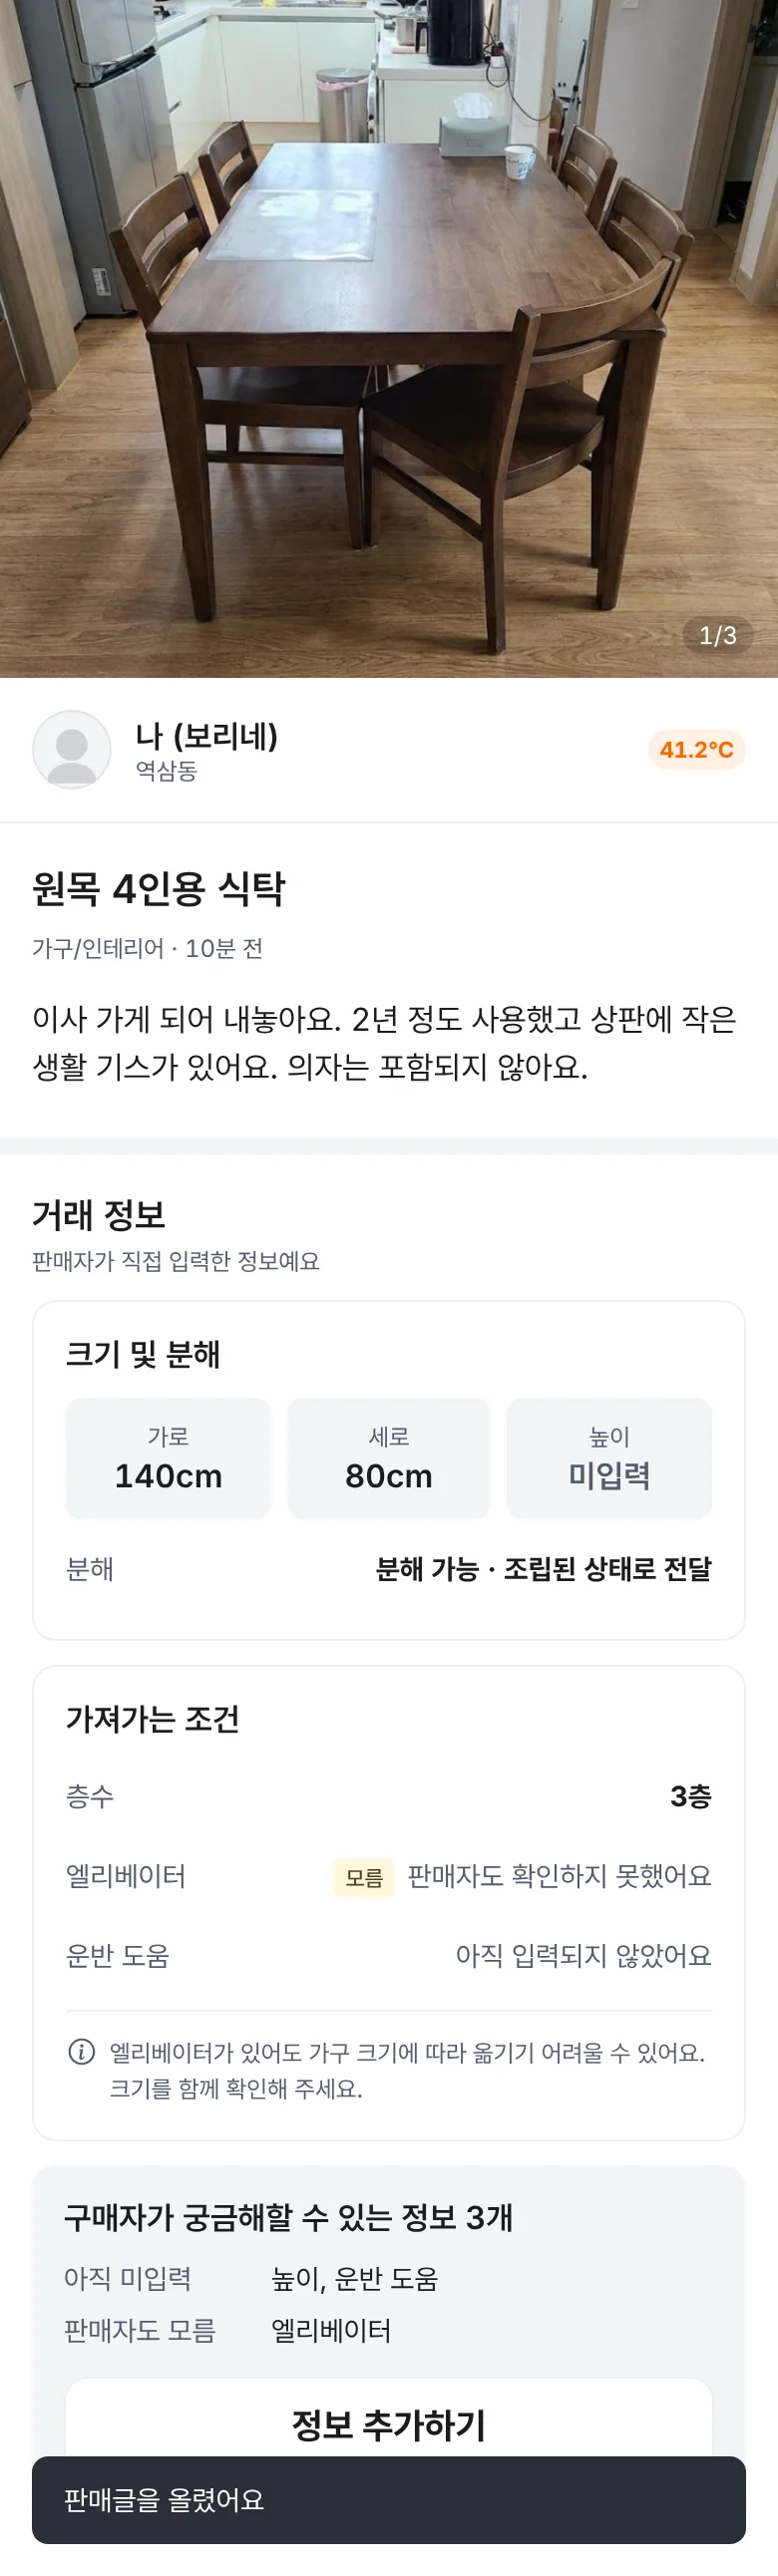 1/3
나 (보리네)
역삼동
41.2°C
원목 4인용 식탁
가구/인테리어 · 10분 전
이사 가게 되어 내놓아요. 2년 정도 사용했고 상판에 작은
생활 기스가 있어요. 의자는 포함되지 않아요.
거래 정보
판매자가 직접 입력한 정보예요
크기 및 분해
가로
140cm
세로
80cm
높이
미입력
분해
분해 가능 · 조립된 상태로 전달
가져가는 조건
층수
3층
엘리베이터
모름 판매자도 확인하지 못했어요
운반 도움
아직 입력되지 않았어요
엘리베이터가 있어도 가구 크기에 따라 옮기기 어려울 수 있어요.
크기를 함께 확인해 주세요.
구매자가 궁금해할 수 있는 정보 3개
아직 미입력
높이, 운반 도움
판매자도 모름
엘리베이터
정보 추가하기
판매글을 올렸어요